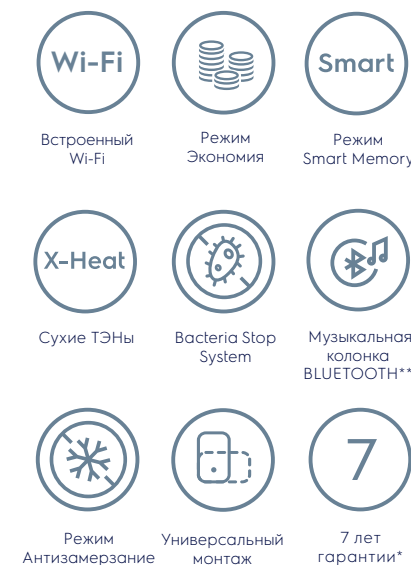 Wi-Fi
Smart
Встроенный
Wi-Fi
Режим
Экономия
Режим
Smart Memory
X-Heat
Сухие ТЭНы
Bacteria Stop
System
Музыкальная
колонка
BLUETOOTH**
7
Режим
Антизамерзание
Универсальный
монтаж
7 лет
гарантии*